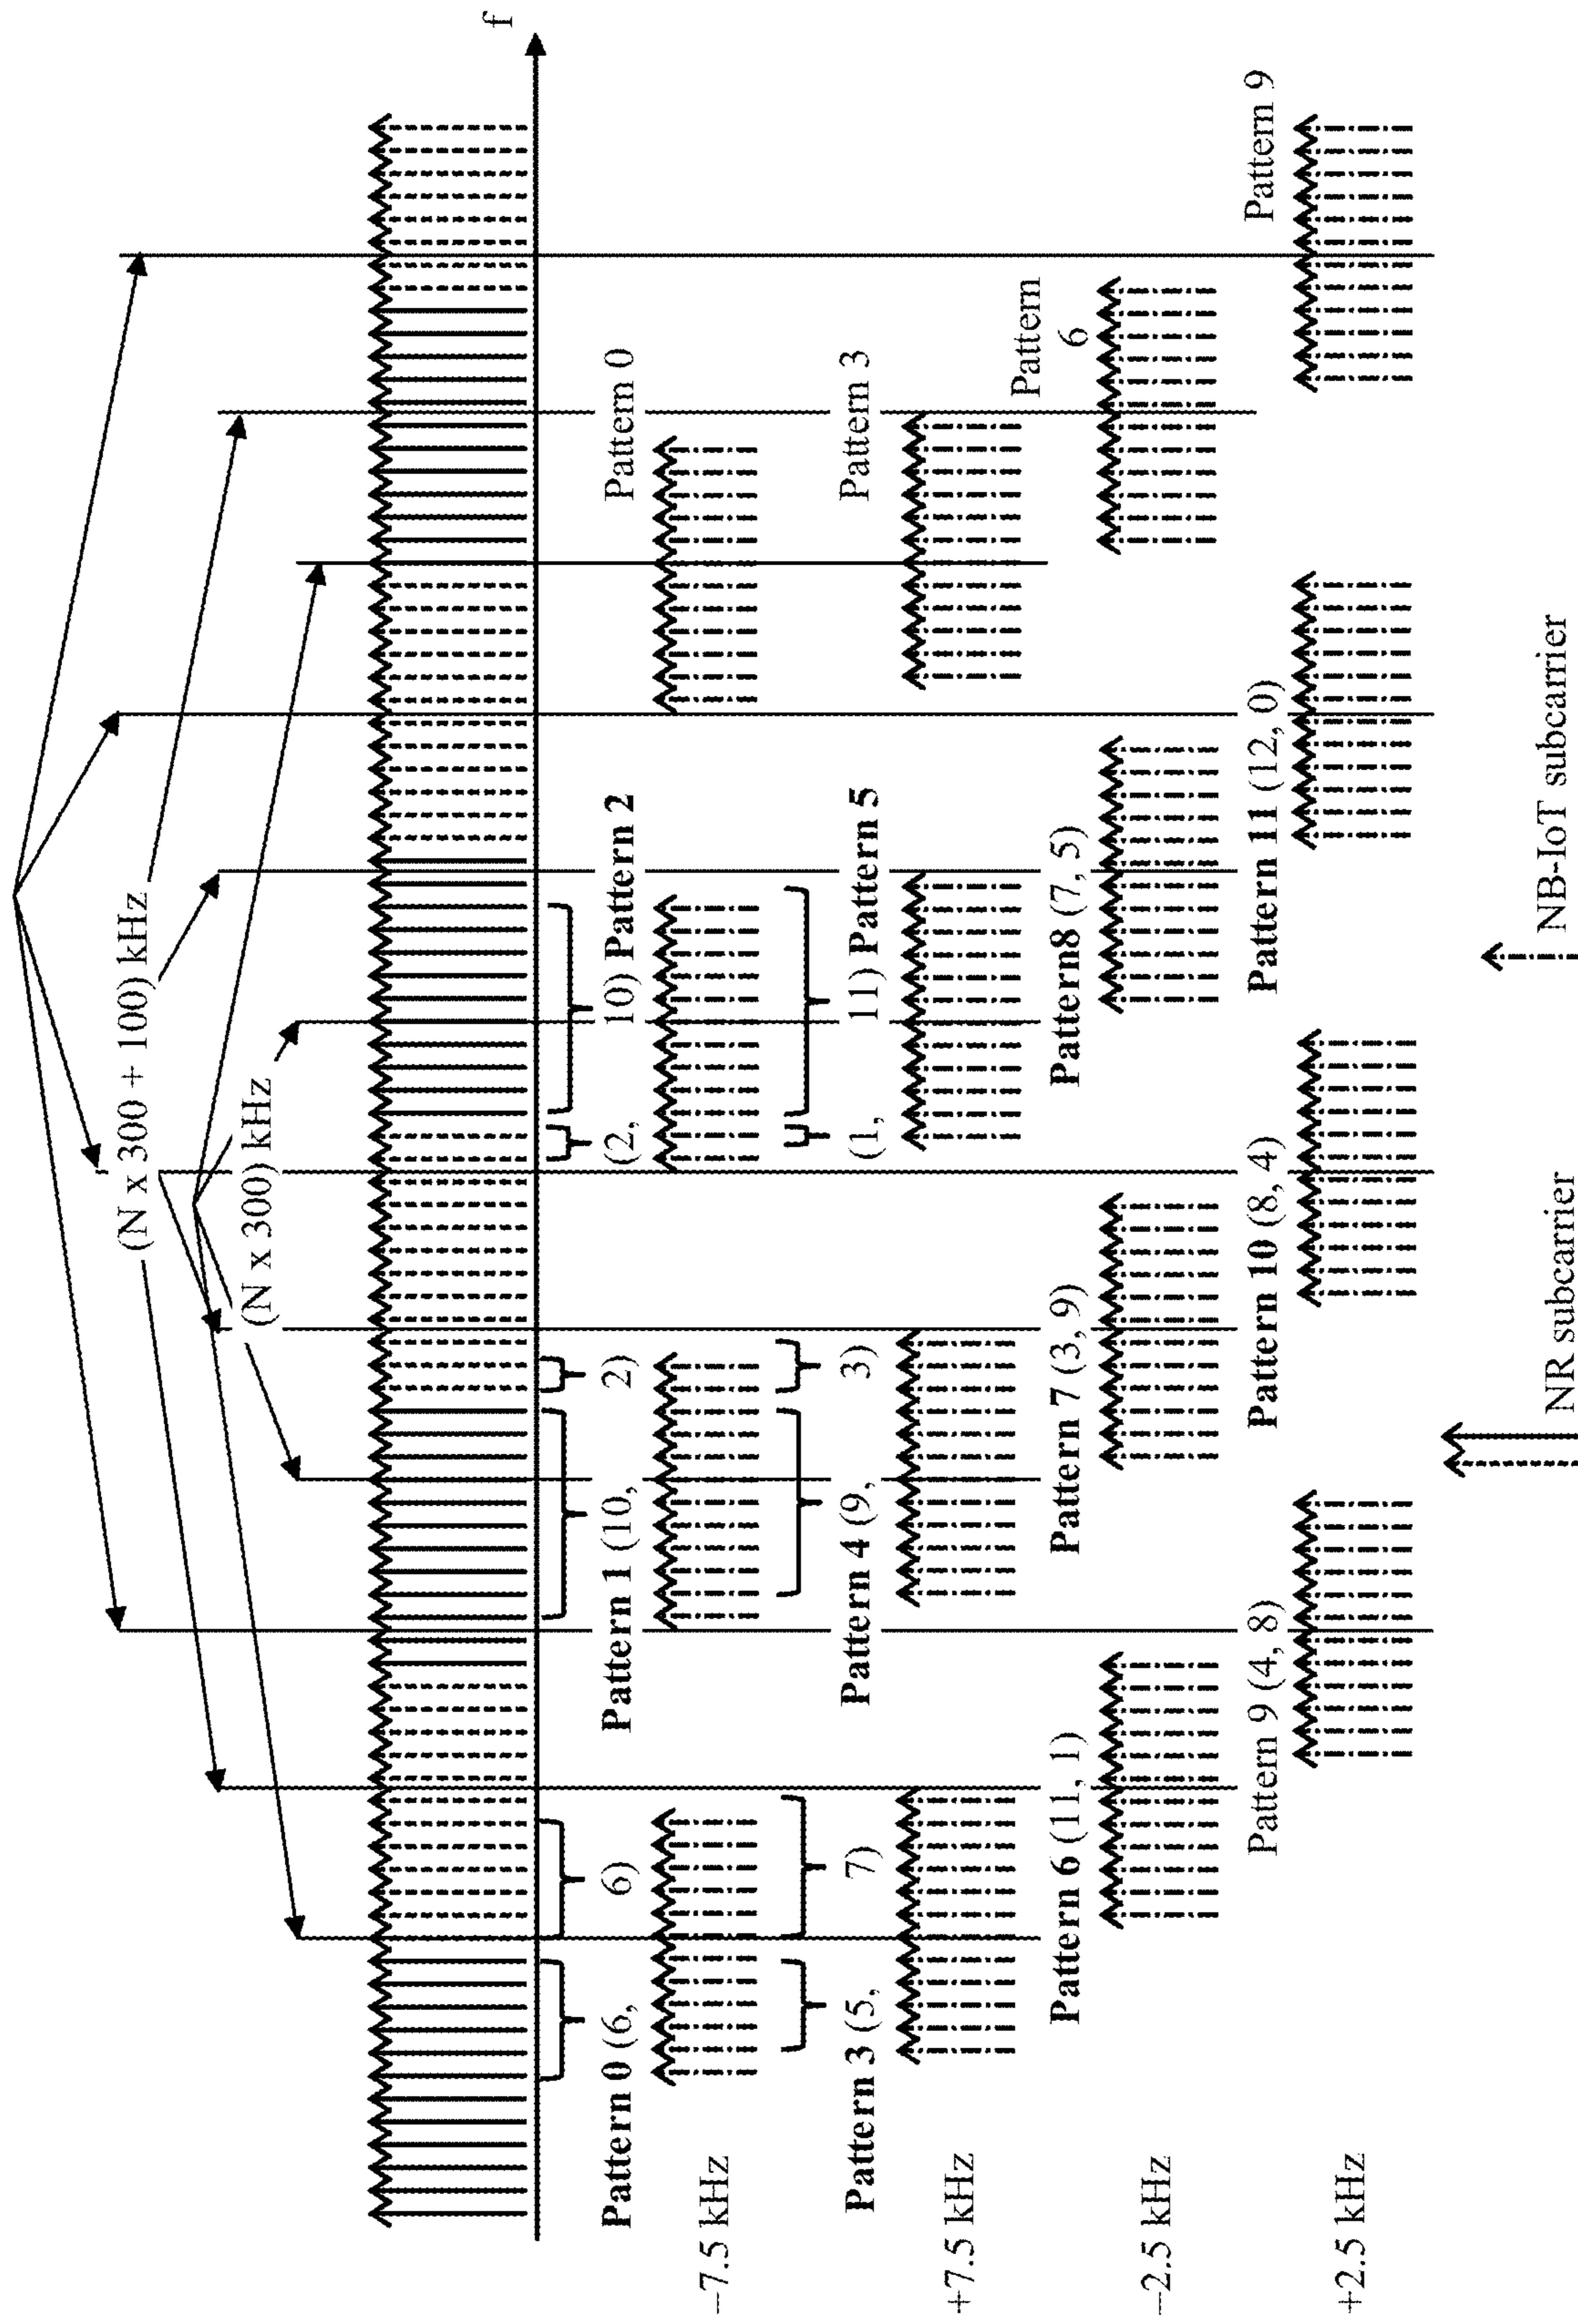 f
(N x 300 + 100) kHz
(N x 300) kHz
Pattern 0 (6,
6)
Pattern 1 (10,
2)
(2,
10) Pattern 2
Pattern 0
−7.5 kHz
Pattern 3 (5,
7)
Pattern 4 (9,
3)
(1,
11) Pattern 5
Pattern 3
+7.5 kHz
Pattern 6 (11, 1)
Pattern 7 (3, 9)
Pattern8 (7, 5)
Pattern
6
−2.5 kHz
Pattern 9 (4, 8)
Pattern 10 (8, 4)
Pattern 11 (12, 0)
Pattern 9
+2.5 kHz
NR subcarrier
NB-IoT subcarrier